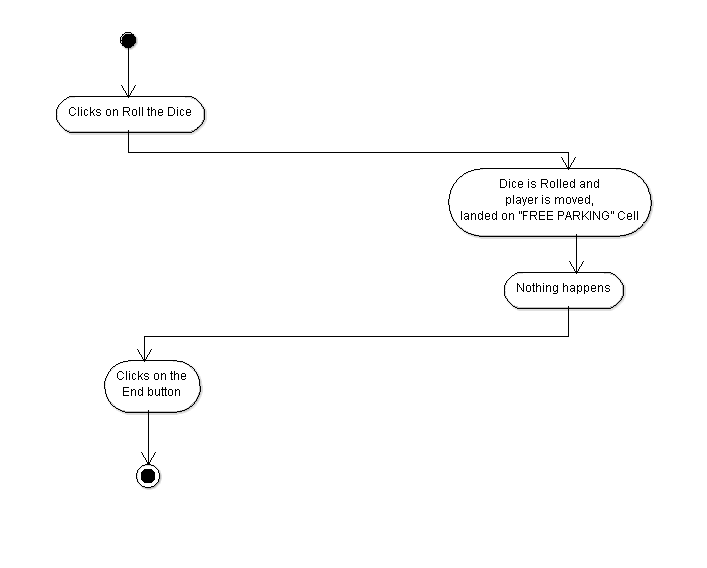 Clicks on Roll the Dice
Dice is Rolled and
player is moved,
landed on "FREE PARKING" Cell
Nothing happens
Clicks on the
End button